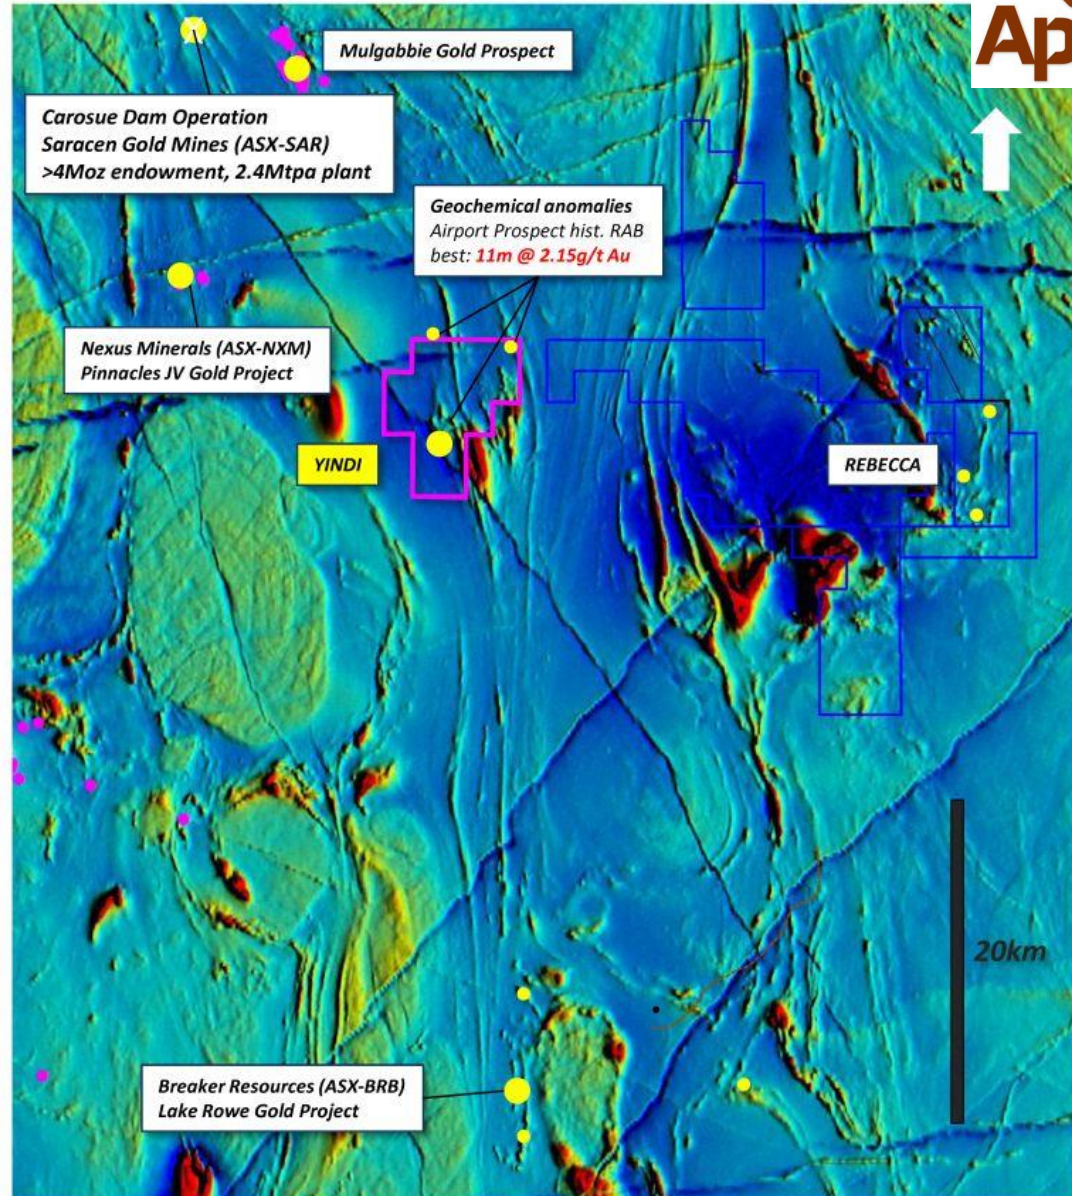 Ap
Mulgabbie Gold Prospect
Carosue Dam Operation
Saracen Gold Mines (ASX-SAR)
>4Moz endowment, 2.4Mtpa plant
Geochemical anomalies
Airport Prospect hist. RAB
best: 11m @ 2.15g/t Au
Nexus Minerals (ASX-NXM)
Pinnacles JV Gold Project
YINDI
REBECCA
20km
Breaker Resources (ASX-BRB)
Lake Rowe Gold Project